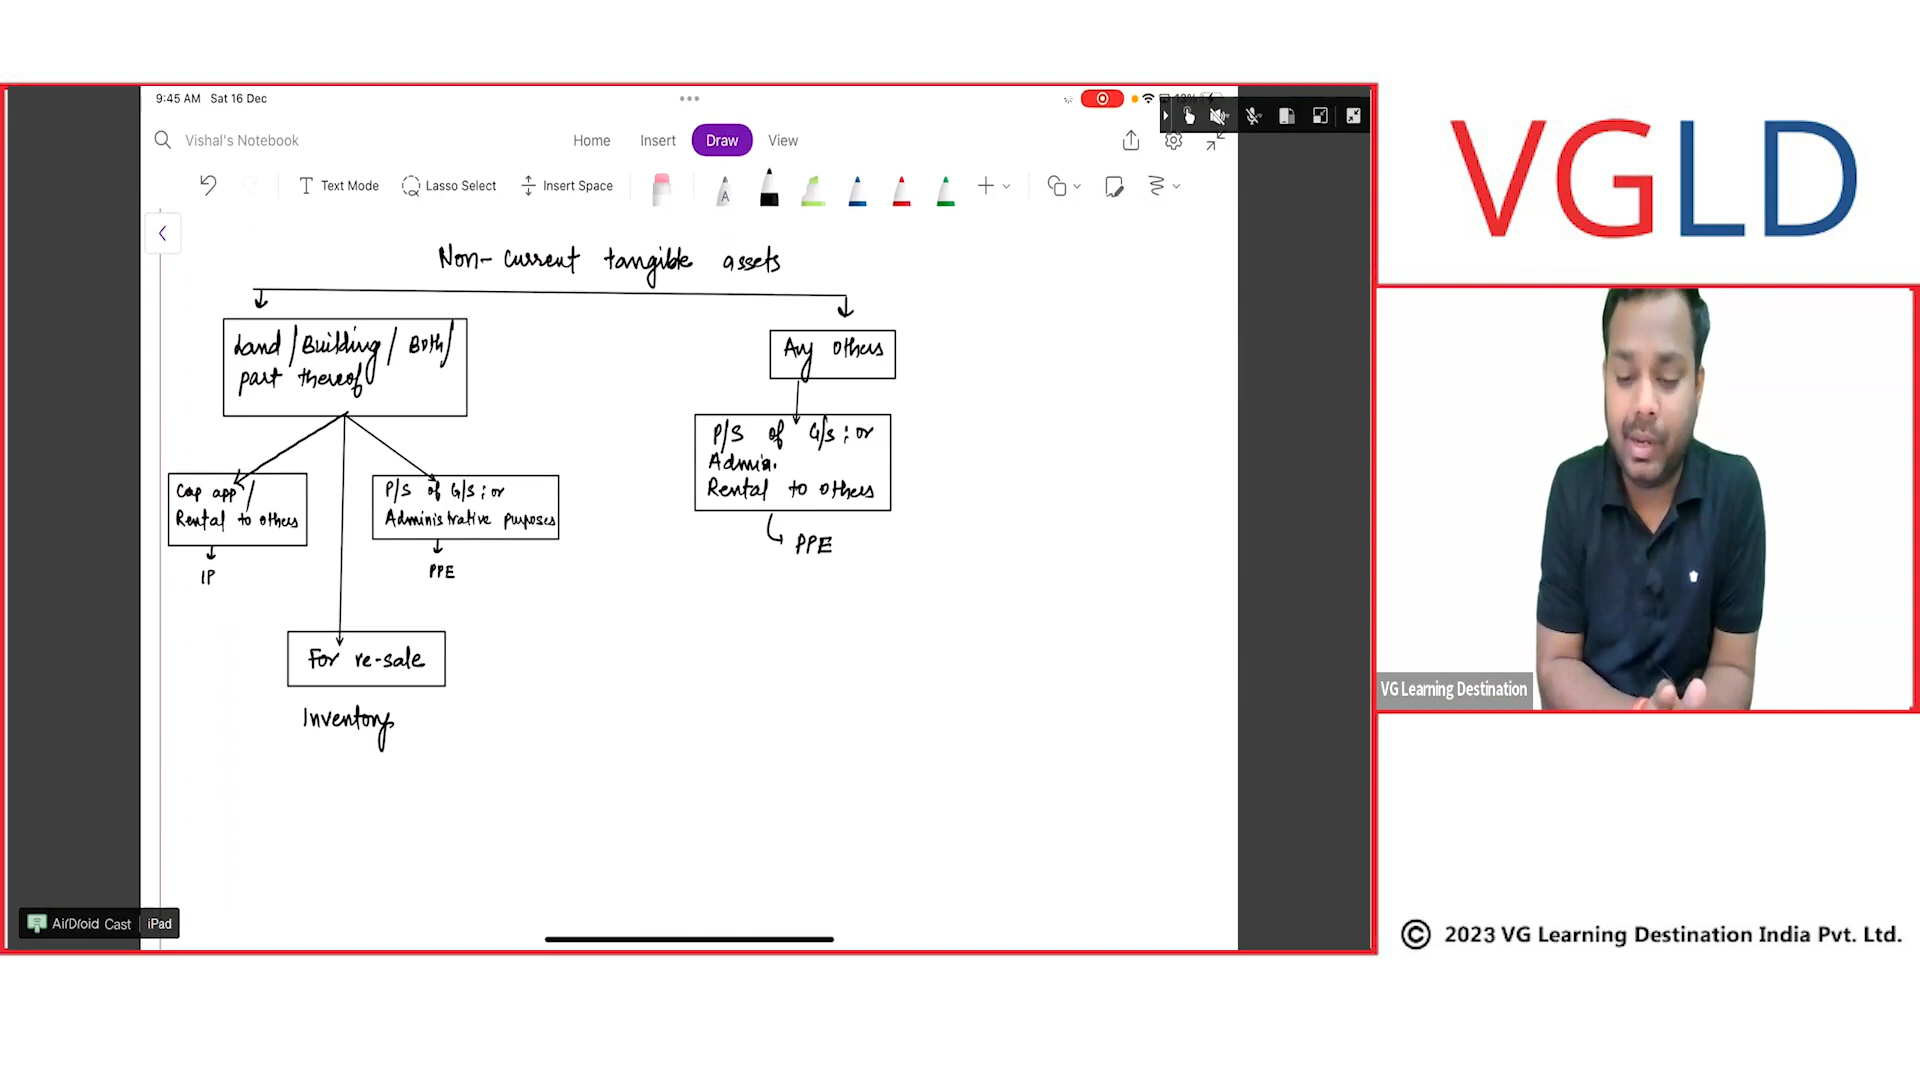 9:45 AM Sat 16 Dec
Vishal's Notebook
Home Insert Draw View
Text Mode Lasso Select Insert Space
A
Non-current tangible assets
Land / Building / Both /
part thereof
Any others
P/S of G/S ; or
Admin.
Rental to others
PPE
Cap app /
Rental to others
IP
P/S of G/S ; or
Administrative purposes
PPE
For re-sale
Inventory
AirDroid Cast iPad
VGLD
VG Learning Destination
© 2023 VG Learning Destination India Pvt. Ltd.